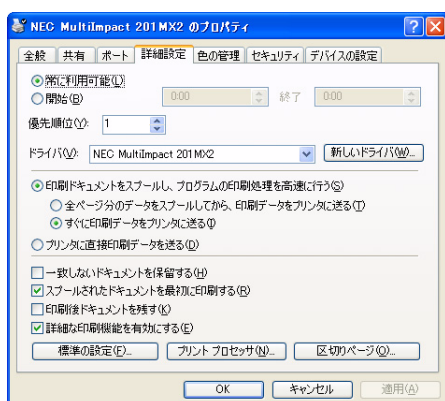 NEC MultiImpact 201MX2 のプロパティ
全般 共有 ポート 詳細設定 色の管理 セキュリティ デバイスの設定
常に利用可能(L)
開始(B) 0:00 終了 0:00
優先順位(Y): 1
ドライバ(V): NEC MultiImpact 201MX2 新しいドライバ(W)...
印刷ドキュメントをスプールし、プログラムの印刷処理を高速に行う(S)
全ページ分のデータをスプールしてから、印刷データをプリンタに送る(T)
すぐに印刷データをプリンタに送る(I)
プリンタに直接印刷データを送る(D)
一致しないドキュメントを保留する(H)
スプールされたドキュメントを最初に印刷する(R)
印刷後ドキュメントを残す(K)
詳細な印刷機能を有効にする(E)
標準の設定(F)... プリント プロセッサ(N)... 区切りページ(O)...
OK キャンセル 適用(A)